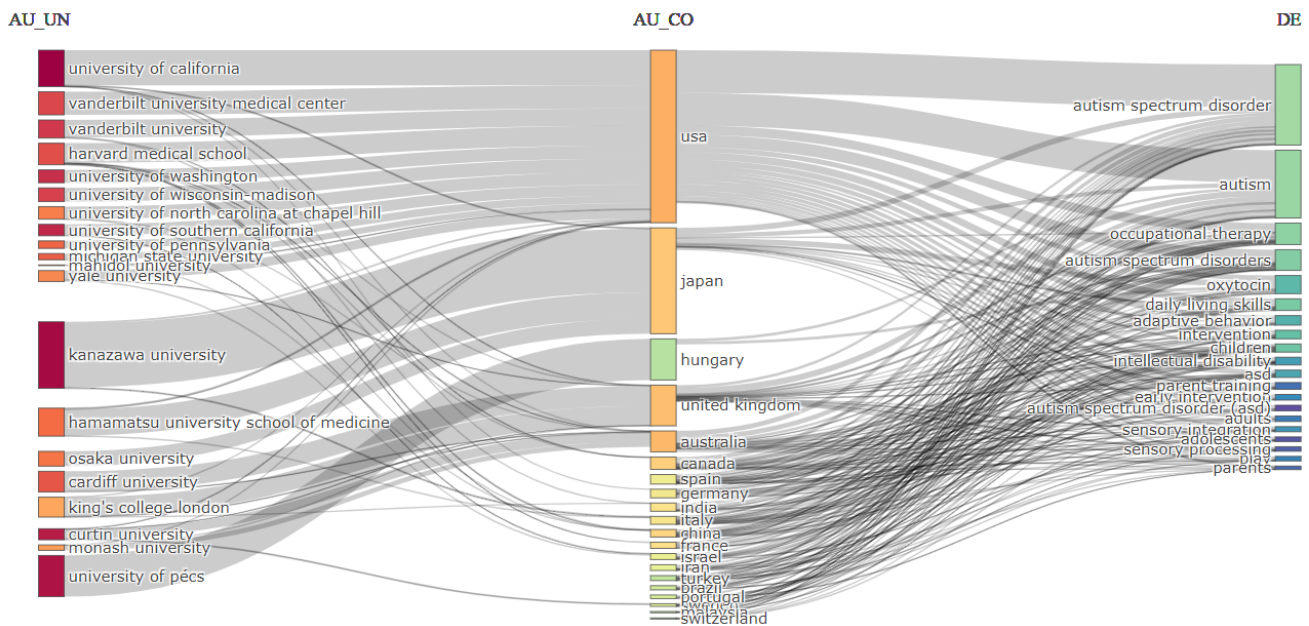 AU_UN
AU_CO
DE
university of california
vanderbilt university medical center
vanderbilt university
harvard medical school
university of washington
university of wisconsin-madison
university of north carolina at chapel hill
university of southern california
university of pennsylvania
michigan state university
mahidol university
yale university
kanazawa university
hamamatsu university school of medicine
osaka university
cardiff university
king's college london
curtin university
monash university
university of pécs
usa
japan
hungary
united kingdom
australia
canada
spain
germany
india
italy
china
france
israel
iran
turkey
brazil
portugal
sweden
malaysia
switzerland
autism spectrum disorder
autism
occupational therapy
autism spectrum disorders
oxytocin
daily living skills
adaptive behavior
intervention
children
intellectual disability
asd
parent training
early intervention
autism spectrum disorder (asd)
adults
sensory integration
adolescents
sensory processing
play
parents